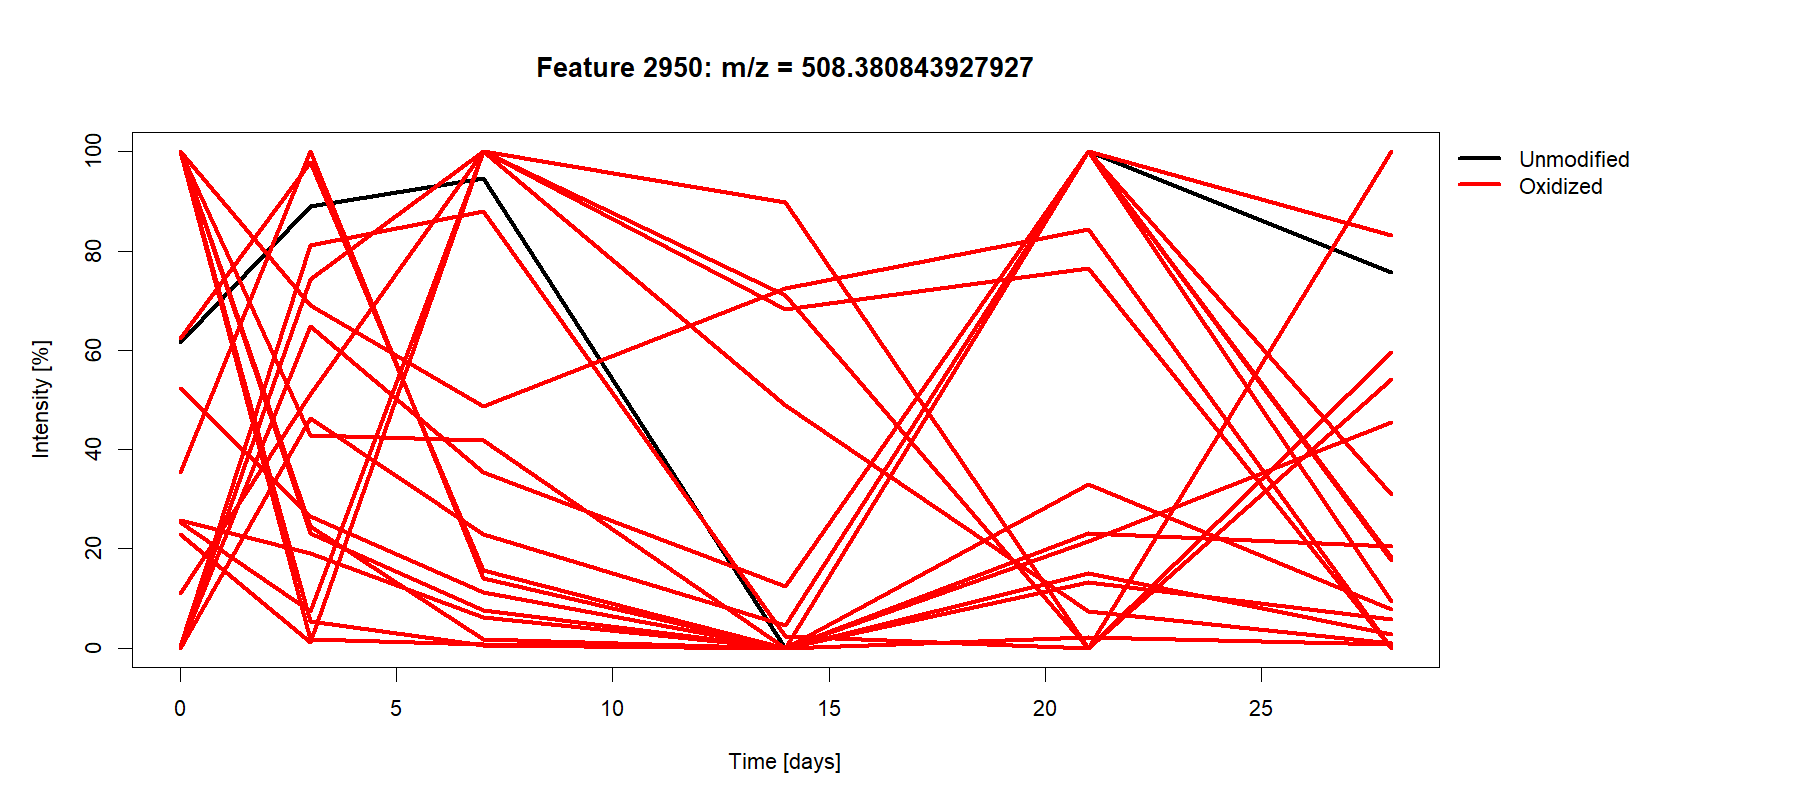 Feature 2950: m/z = 508.380843927927
Unmodified
Oxidized
Intensity [%]
100
80
60
40
20
0
0 5 10 15 20 25
Time [days]